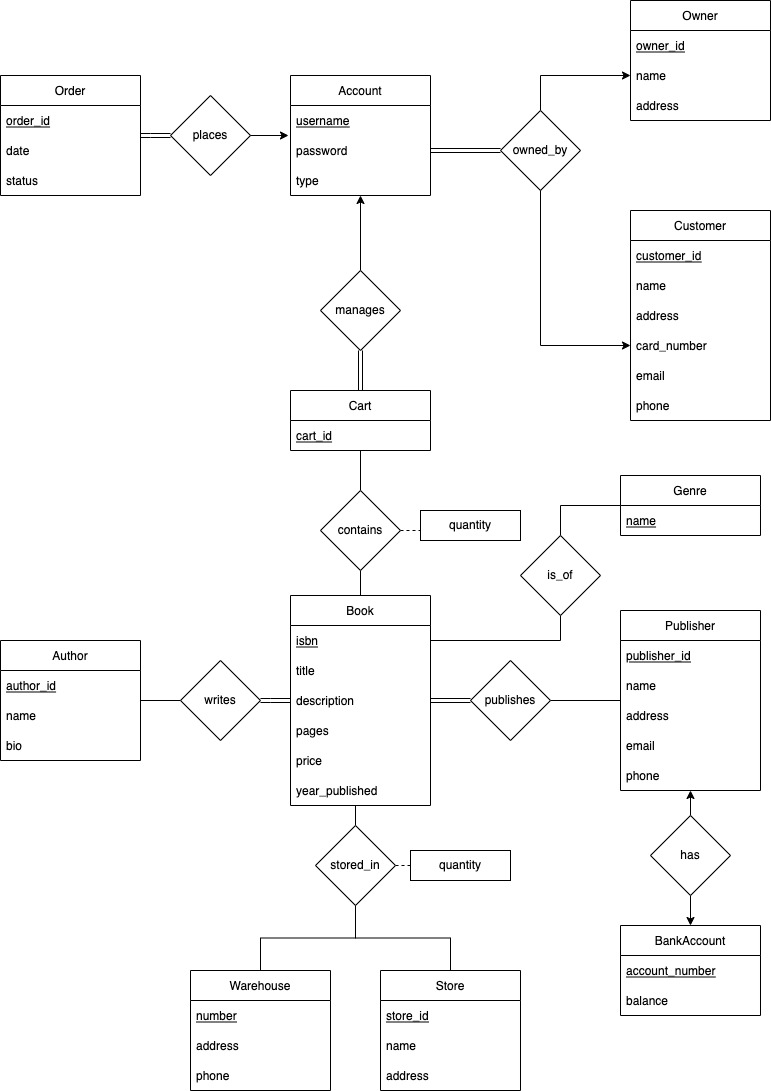 Owner
owner_id
name
address
Order
order_id
date
status
places
Account
username
password
type
owned_by
Customer
customer_id
name
address
card_number
email
phone
manages
Cart
cart_id
contains
quantity
Genre
name
is_of
Book
isbn
title
description
pages
price
year_published
Author
author_id
name
bio
writes
publishes
Publisher
publisher_id
name
address
email
phone
stored_in
quantity
has
BankAccount
account_number
balance
Warehouse
number
address
phone
Store
store_id
name
address